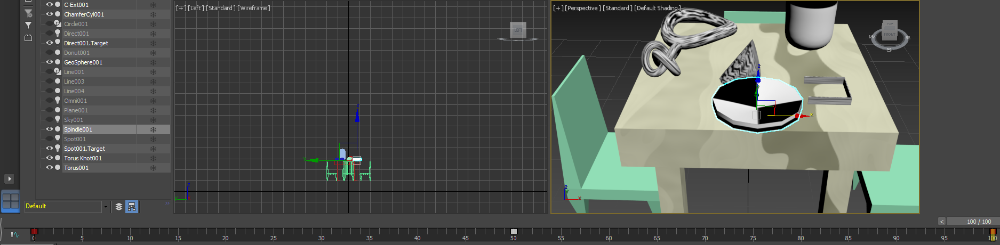 C-Ext001
ChamferCyl001
Circle001
Direct001
Direct001.Target
Donut001
GeoSphere001
Line001
Line003
Line004
Omni001
Plane001
Sky001
Spindle001
Spot001
Spot001.Target
Torus Knot001
Torus001
Default
[+] [Left] [Standard] [Wireframe]
LEFT
z
y
z
y
[+] [Perspective] [Standard] [Default Shading]
TOP
FRONT
W
E
S
z
x
z
y
x
< 100 / 100
0 5 10 15 20 25 30 35 40 45 50 55 60 65 70 75 80 85 90 95 100